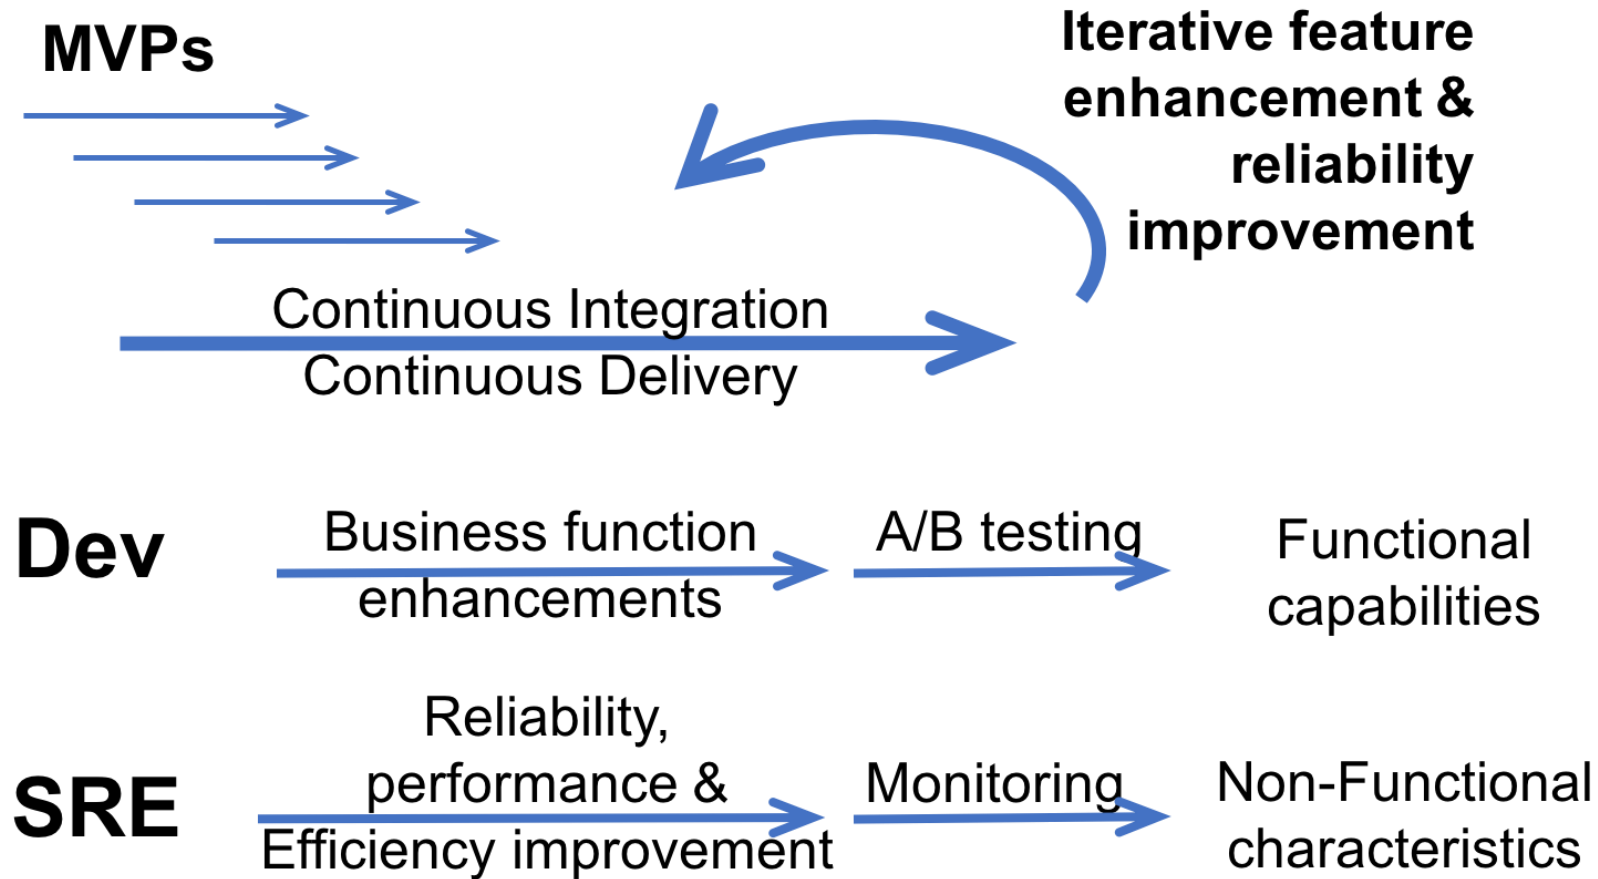 MVPs
Iterative feature
enhancement &
reliability
improvement
Continuous Integration
Continuous Delivery
Dev
Business function
enhancements
A/B testing
Functional
capabilities
SRE
Reliability,
performance &
Efficiency improvement
Monitoring
Non-Functional
characteristics